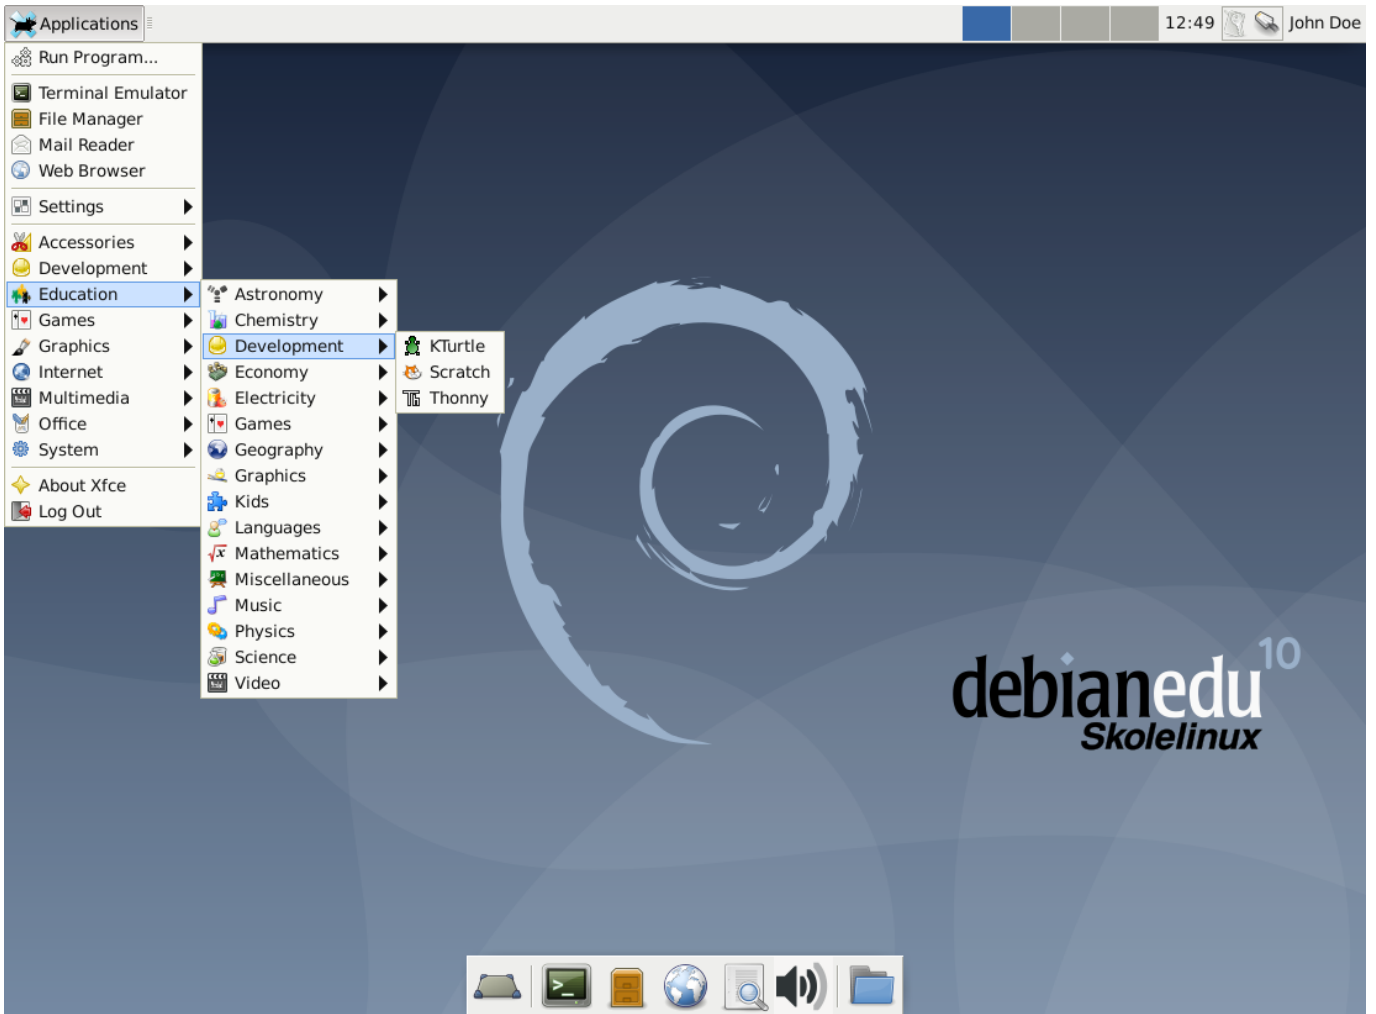 Applications
12:49
John Doe
Run Program...
Terminal Emulator
File Manager
Mail Reader
Web Browser
Settings
Accessories
Development
Education
Games
Graphics
Internet
Multimedia
Office
System
About Xfce
Log Out
Astronomy
Chemistry
Development
Economy
Electricity
Games
Geography
Graphics
Kids
Languages
Mathematics
Miscellaneous
Music
Physics
Science
Video
KTurtle
Scratch
Thonny
debianedu 10
Skolelinux